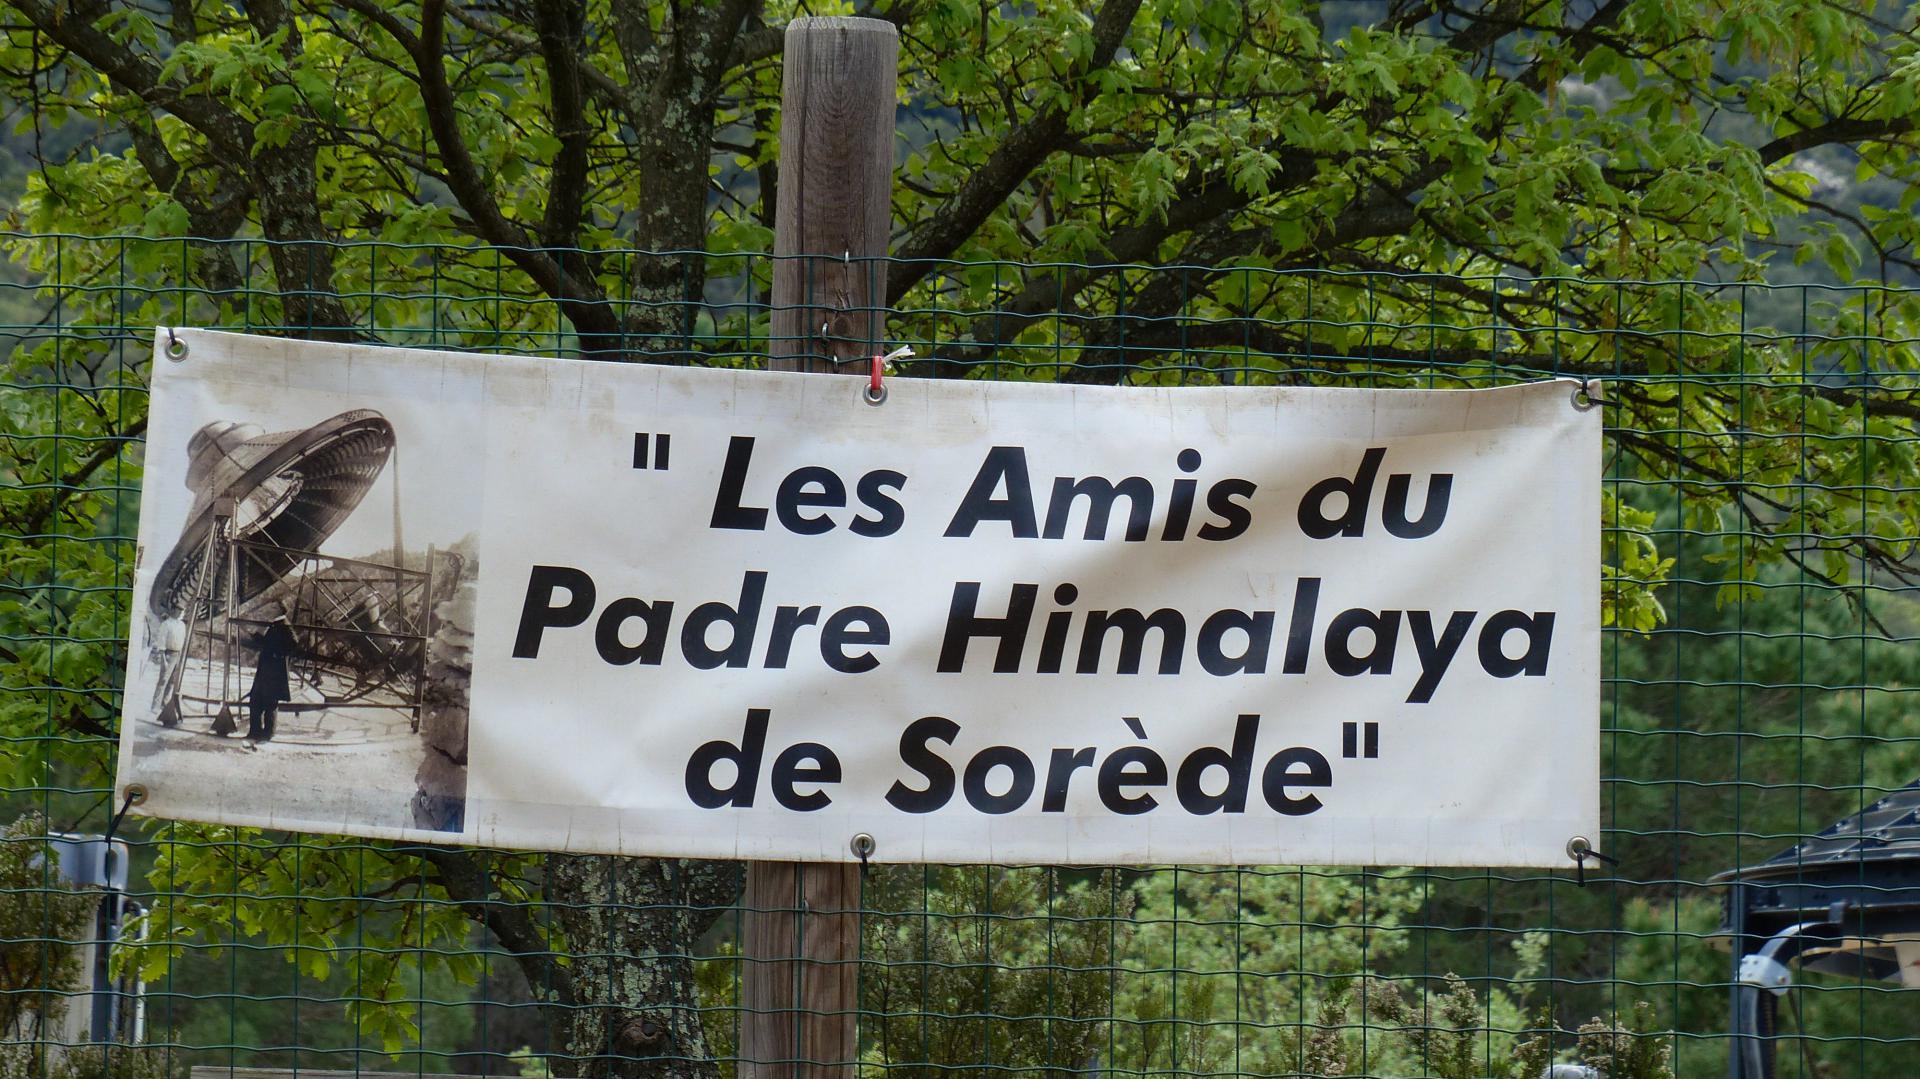 " Les Amis du
Padre Himalaya
de Sorède"